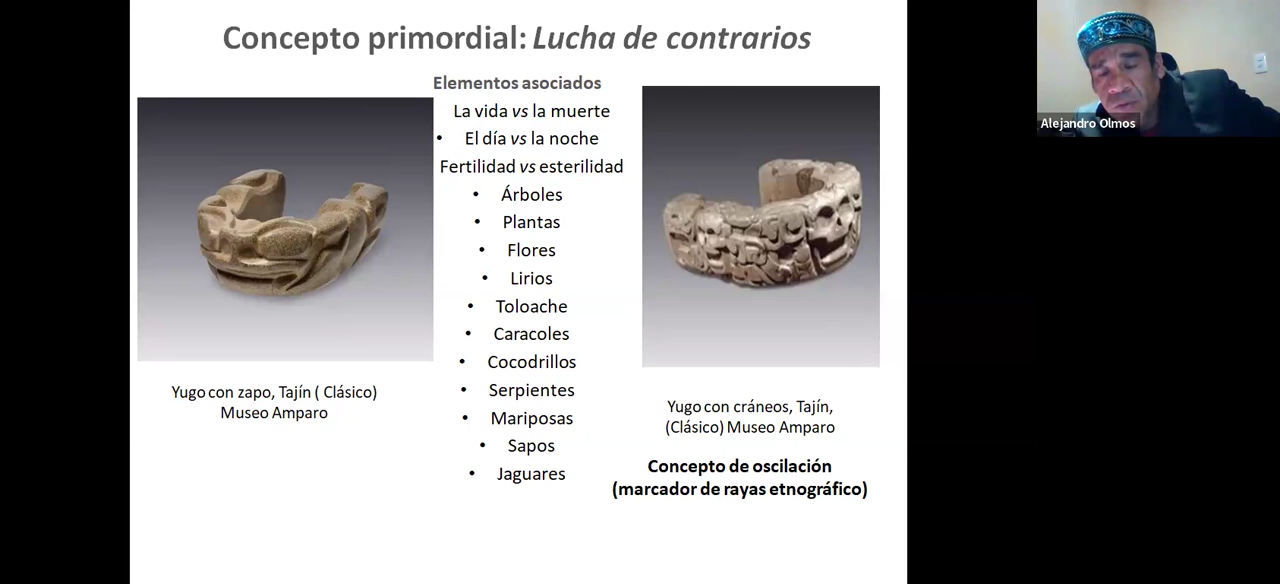 Concepto primordial: Lucha de contrarios
Elementos asociados
La vida vs la muerte
• El día vs la noche
Fertilidad vs esterilidad
• Árboles
• Plantas
• Flores
• Lirios
• Toloache
• Caracoles
• Cocodrillos
• Serpientes
• Mariposas
• Sapos
• Jaguares
Yugo con zapo, Tajín ( Clásico)
Museo Amparo
Yugo con cráneos, Tajín,
(Clásico) Museo Amparo
Concepto de oscilación
(marcador de rayas etnográfico)
Alejandro Olmos